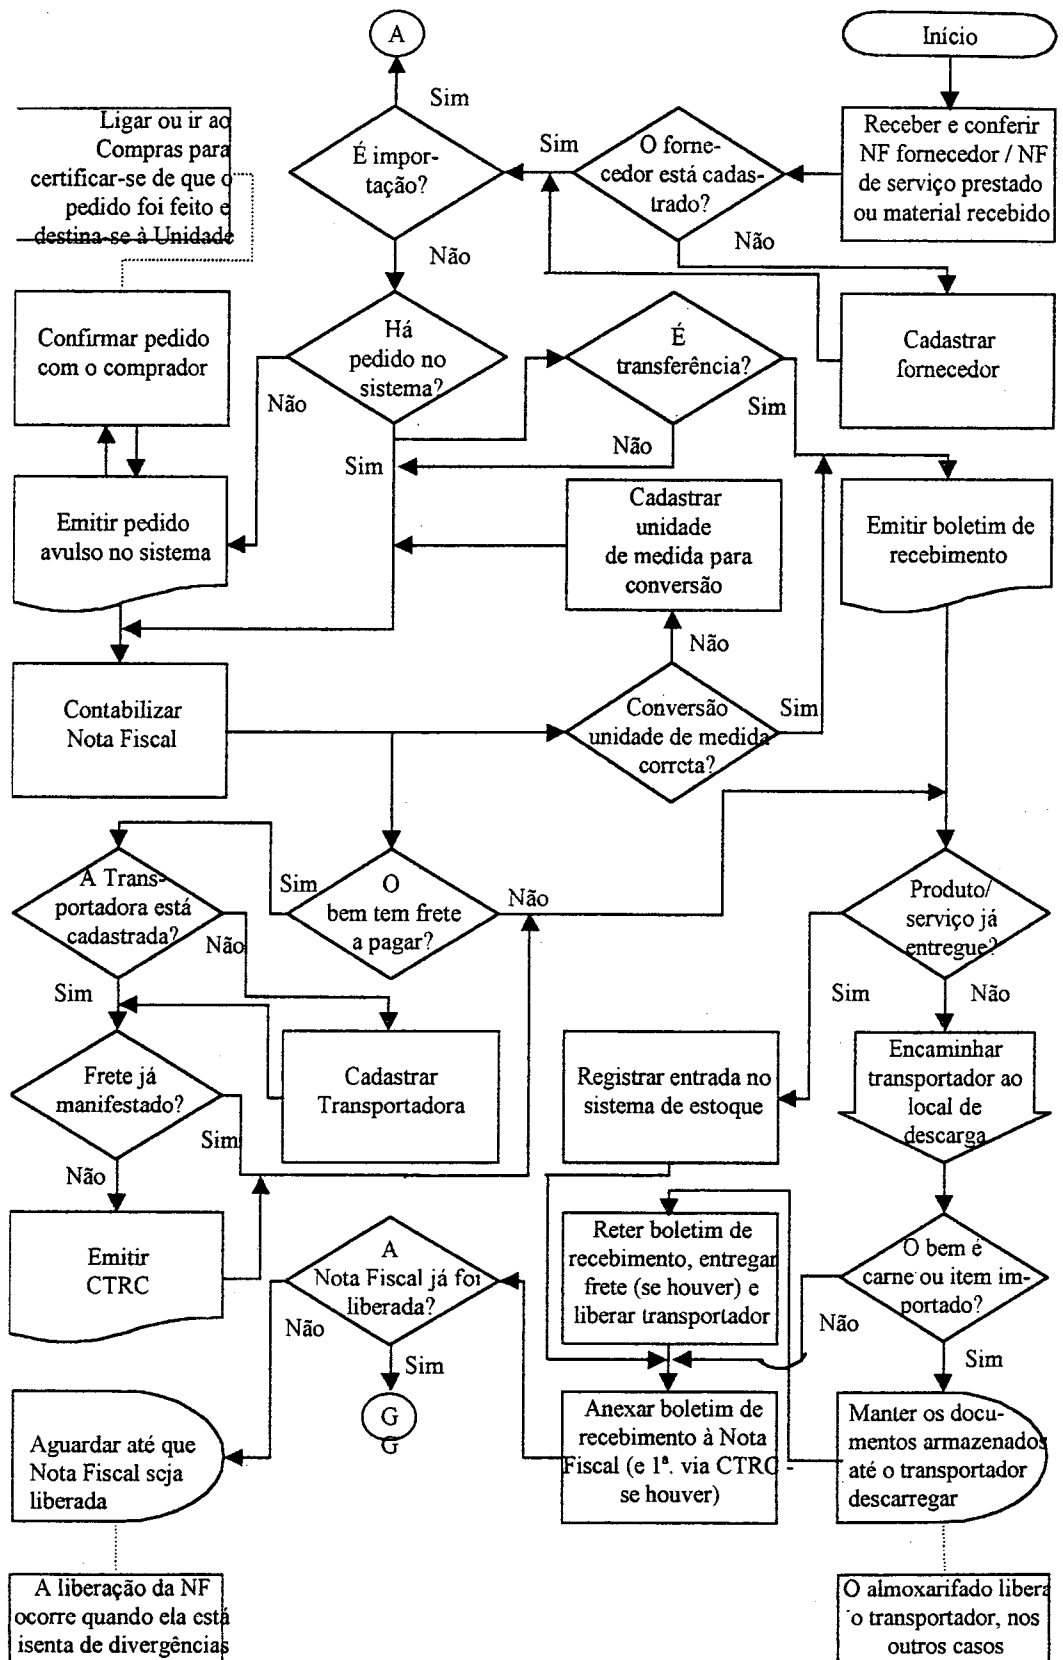 A
Início
Sim
Ligar ou ir ao
Compras para
certificar-se de que o
pedido foi feito e
destina-se à Unidade
É impor-
tação?
Sim
O forne-
cedor está cadas-
trado?
Receber e conferir
NF fornecedor / NF
de serviço prestado
ou material recebido
Não
Não
Confirmar pedido
com o comprador
Há
pedido no
sistema?
É
transferência?
Cadastrar
fornecedor
Não
Sim
Sim
Não
Emitir pedido
avulso no sistema
Cadastrar
unidade
de medida para
conversão
Emitir boletim de
recebimento
Não
Contabilizar
Nota Fiscal
Conversão
unidade de medida
correta?
Sim
A Trans-
portadora está
cadastrada?
Sim
O
bem tem frete
a pagar?
Não
Produto/
serviço já
entregue?
Não
Sim
Sim
Não
Frete já
manifestado?
Cadastrar
Transportadora
Registrar entrada no
sistema de estoque
Encaminhar
transportador ao
local de
descarga
Sim
Não
Emitir
CTRC
A
Nota Fiscal já foi
liberada?
Reter boletim de
recebimento, entregar
frete (se houver) e
liberar transportador
O bem é
carne ou item im-
portado?
Não
Não
Sim
Sim
G
G
Aguardar até que
Nota Fiscal seja
liberada
Anexar boletim de
recebimento à Nota
Fiscal (e 1ª. via CTRC -
se houver)
Manter os docu-
mentos armazenados
até o transportador
descarregar
A liberação da NF
ocorre quando ela está
isenta de divergências
O almoxarifado libera
o transportador, nos
outros casos